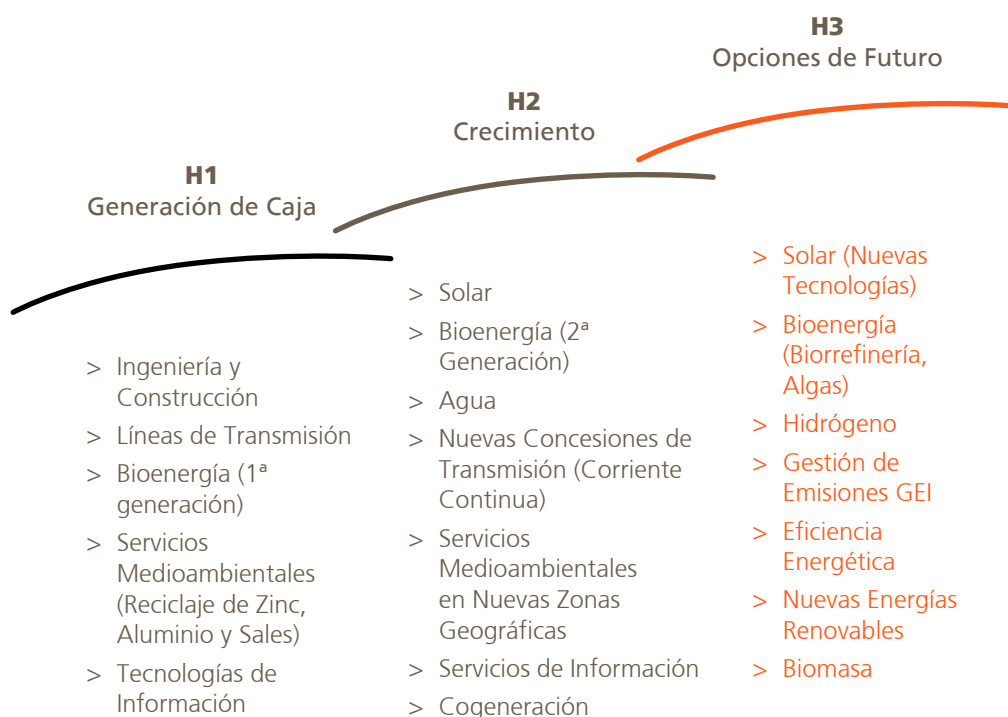 H3
Opciones de Futuro
H2
Crecimiento
H1
Generación de Caja
> Ingeniería y
Construcción
> Líneas de Transmisión
> Bioenergía (1ª
generación)
> Servicios
Medioambientales
(Reciclaje de Zinc,
Aluminio y Sales)
> Tecnologías de
Información
> Solar
> Bioenergía (2ª
Generación)
> Agua
> Nuevas Concesiones de
Transmisión (Corriente
Continua)
> Servicios
Medioambientales
en Nuevas Zonas
Geográficas
> Servicios de Información
> Cogeneración
> Solar (Nuevas
Tecnologías)
> Bioenergía
(Biorrefinería,
Algas)
> Hidrógeno
> Gestión de
Emisiones GEI
> Eficiencia
Energética
> Nuevas Energías
Renovables
> Biomasa